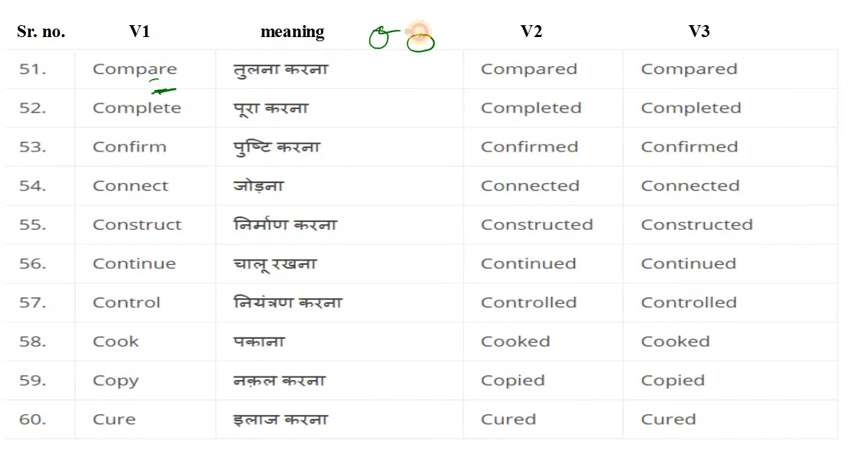 Sr. no. V1 meaning V2 V3
51. Compare तुलना करना Compared Compared
52. Complete पूरा करना Completed Completed
53. Confirm पुष्टि करना Confirmed Confirmed
54. Connect जोड़ना Connected Connected
55. Construct निर्माण करना Constructed Constructed
56. Continue चालू रखना Continued Continued
57. Control नियंत्रण करना Controlled Controlled
58. Cook पकाना Cooked Cooked
59. Copy नक़ल करना Copied Copied
60. Cure इलाज करना Cured Cured